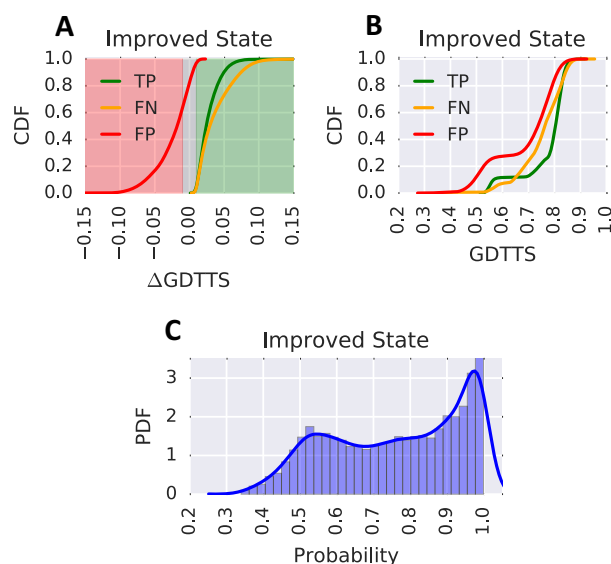 A
Improved State
CDF
1.0
0.8
0.6
0.4
0.2
0.0
TP
FN
FP
−0.15
−0.10
−0.05
0.00
0.05
0.10
0.15
ΔGDTTS
B
Improved State
CDF
1.0
0.8
0.6
0.4
0.2
0.0
TP
FN
FP
0.2
0.3
0.4
0.5
0.6
0.7
0.8
0.9
1.0
GDTTS
C
Improved State
PDF
3
2
1
0
0.2
0.3
0.4
0.5
0.6
0.7
0.8
0.9
1.0
Probability